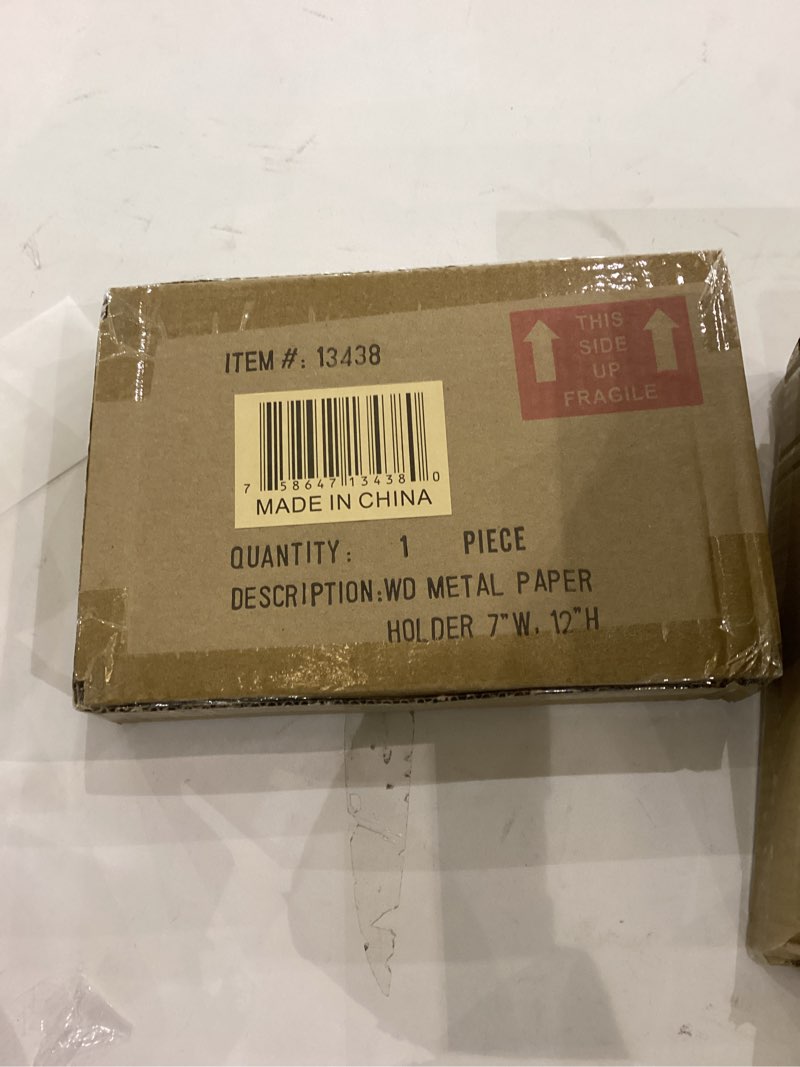 ITEM #: 13438
THIS
SIDE
UP
FRAGILE
7 58647 13438 0
MADE IN CHINA
QUANTITY: 1 PIECE
DESCRIPTION:WD METAL PAPER
HOLDER 7"W, 12"H